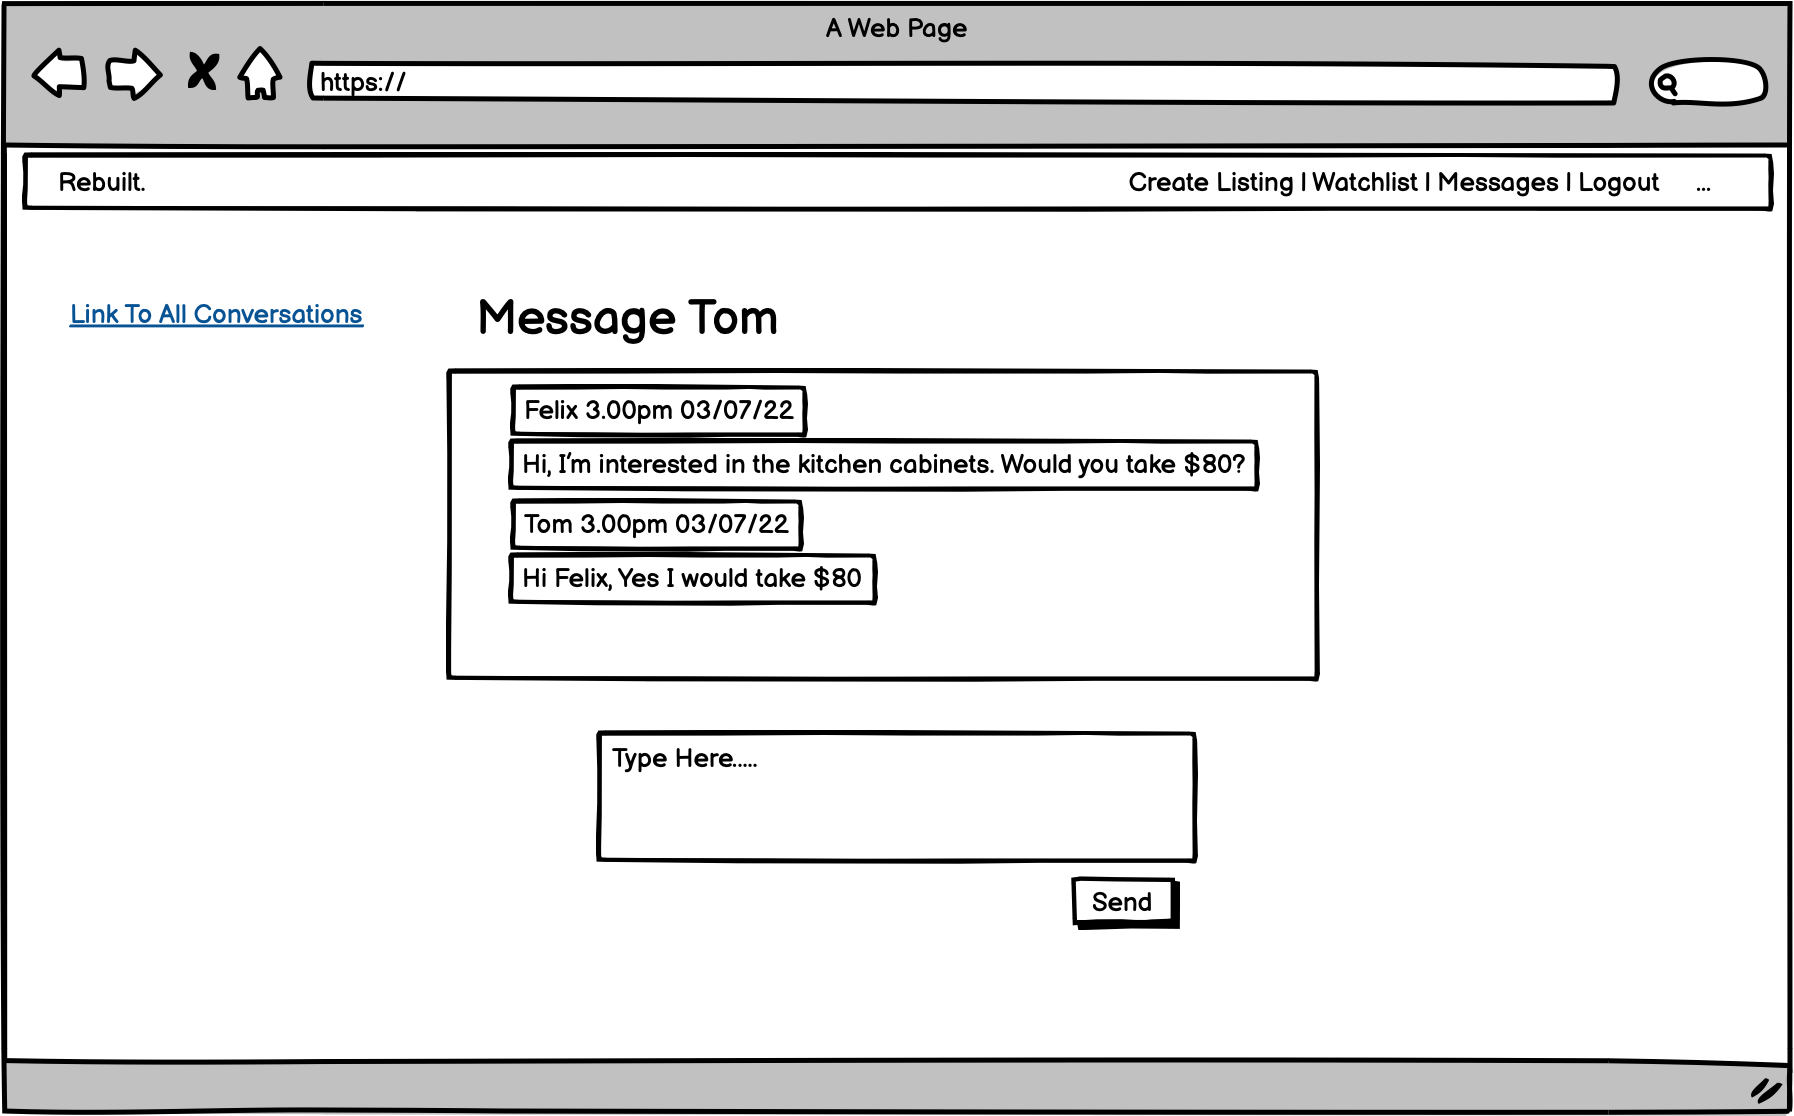 A Web Page
https://
Rebuilt.
Create Listing | Watchlist | Messages | Logout ...
Link To All Conversations
Message Tom
Felix 3.00pm 03/07/22
Hi, I'm interested in the kitchen cabinets. Would you take $80?
Tom 3.00pm 03/07/22
Hi Felix, Yes I would take $80
Type Here.....
Send